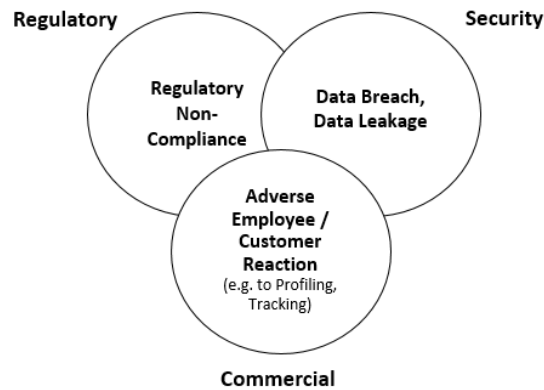 Regulatory
Security
Regulatory
Non-
Compliance
Data Breach,
Data Leakage
Adverse
Employee /
Customer
Reaction
(e.g. to Profiling,
Tracking)
Commercial